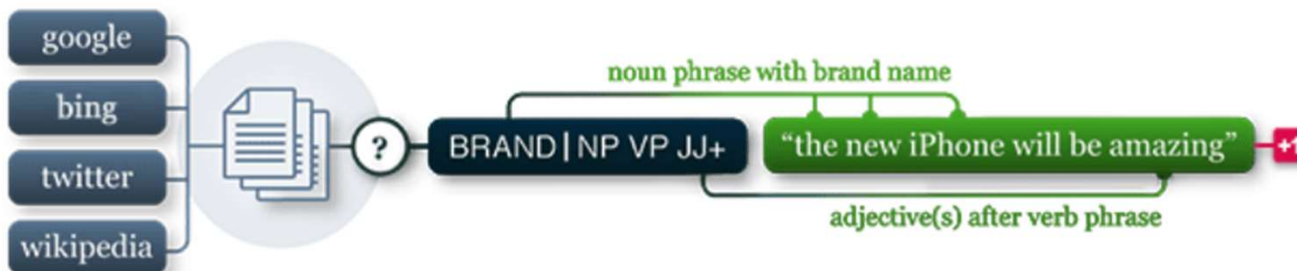 google
bing
twitter
wikipedia
?
noun phrase with brand name
BRAND|NP VP JJ+
“the new iPhone will be amazing”
+1
adjective(s) after verb phrase